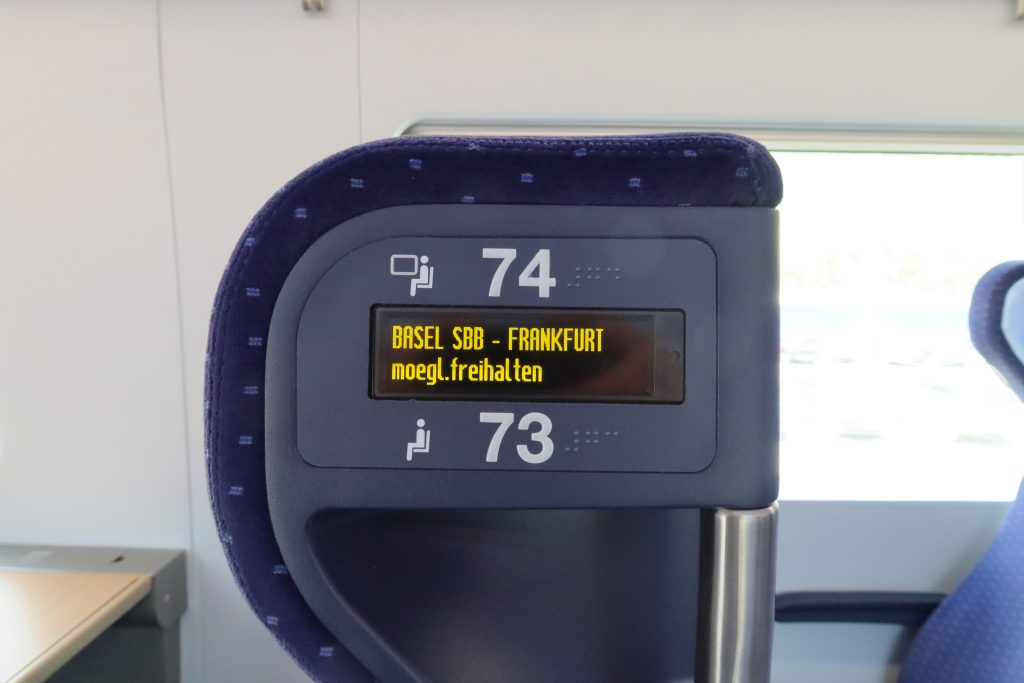 74
BASEL SBB - FRANKFURT
moegl.freihalten
73